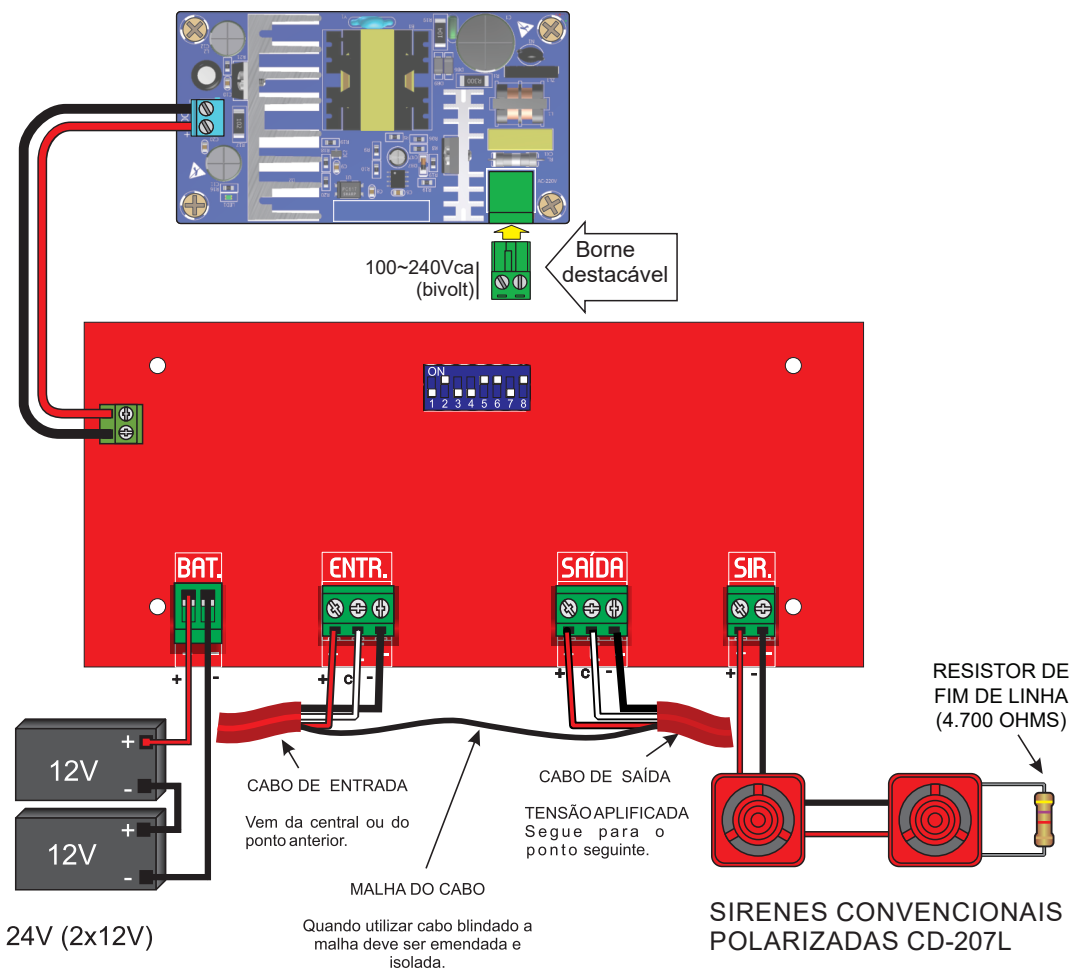 100~240Vca
(bivolt)
Borne
destacável
ON
1 2 3 4 5 6 7 8
BAT.
ENTR.
SAÍDA
SIR.
+ -
+ C -
+ C -
RESISTOR DE
FIM DE LINHA
(4.700 OHMS)
+
12V
-
+
12V
-
24V (2x12V)
CABO DE ENTRADA
Vem da central ou do
ponto anterior.
MALHA DO CABO
Quando utilizar cabo blindado a
malha deve ser emendada e
isolada.
CABO DE SAÍDA
TENSÃO APLIFICADA
Segue para o
ponto seguinte.
SIRENES CONVENCIONAIS
POLARIZADAS CD-207L